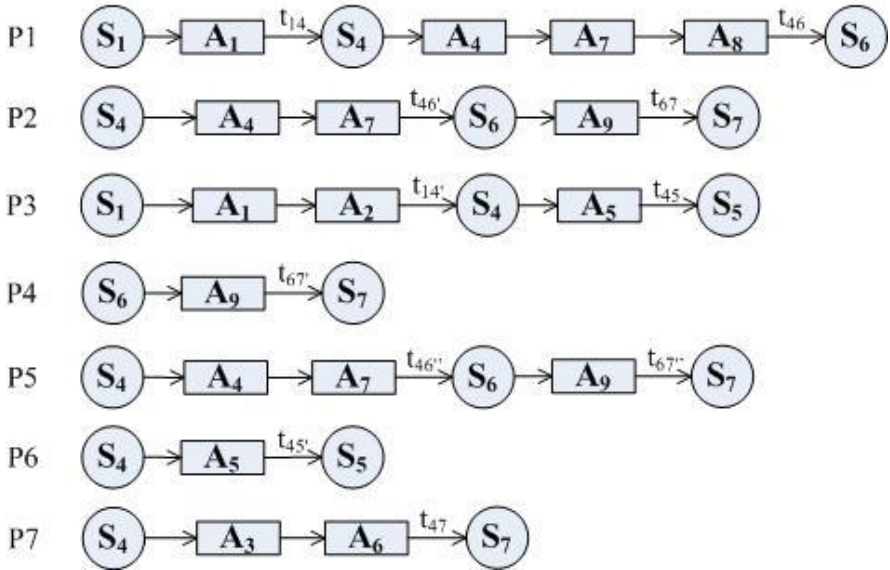 P1 S₁ A₁ t₁₄ S₄ A₄ A₇ A₈ t₄₆ S₆
P2 S₄ A₄ A₇ t₄₆' S₆ A₉ t₆₇ S₇
P3 S₁ A₁ A₂ t₁₄' S₄ A₅ t₄₅ S₅
P4 S₆ A₉ t₆₇' S₇
P5 S₄ A₄ A₇ t₄₆'' S₆ A₉ t₆₇'' S₇
P6 S₄ A₅ t₄₅' S₅
P7 S₄ A₃ A₆ t₄₇ S₇